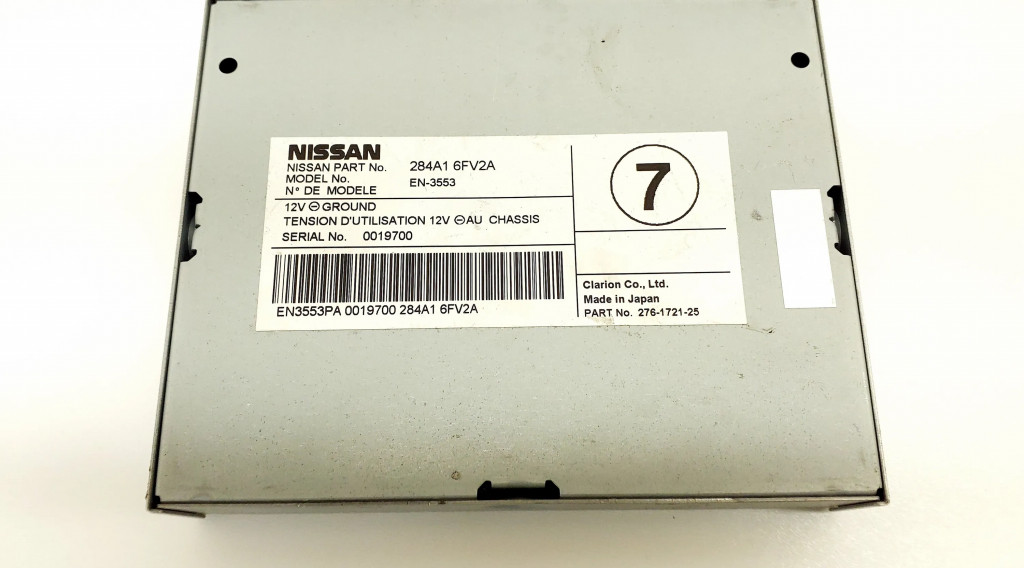 NISSAN
NISSAN PART No. 284A1 6FV2A
MODEL No.
N° DE MODELE EN-3553
12V ⊖ GROUND
TENSION D'UTILISATION 12V ⊖ AU CHASSIS
SERIAL No. 0019700
EN3553PA 0019700 284A1 6FV2A
7
Clarion Co., Ltd.
Made in Japan
PART No. 276-1721-25